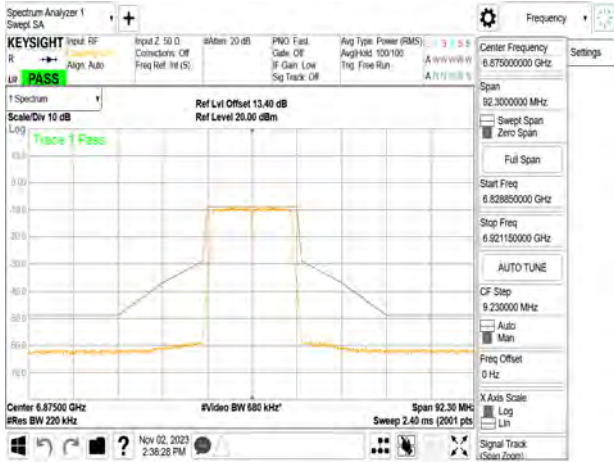 Spectrum Analyzer 1
Swept SA
Frequency
KEYSIGHT
Input: RF
Input Z: 50 Ω
#Atten: 20 dB
PNO: Fast
Avg Type: Power (RMS)
R
Align: Auto
Corrections: Off
Freq Ref: Int (S)
Gate: Off
IF Gain: Low
Sig Track: Off
Avg|Hold: 100/100
Trig: Free Run
LR PASS
1 Spectrum
Scale/Div 10 dB
Ref Lvl Offset 13.40 dB
Ref Level 20.00 dBm
Log
Trace 1 Pass
Center 6.87500 GHz
#Res BW 220 kHz
#Video BW 680 kHz*
Span 92.30 MHz
Sweep 2.40 ms (2001 pts
Nov 02, 2023
2:38:28 PM
Center Frequency
6.875000000 GHz
Settings
Span
92.3000000 MHz
Swept Span
Zero Span
Full Span
Start Freq
6.828850000 GHz
Stop Freq
6.921150000 GHz
AUTO TUNE
CF Step
9.230000 MHz
Auto
Man
Freq Offset
0 Hz
X Axis Scale
Log
Lin
Signal Track
(Span Zoom)